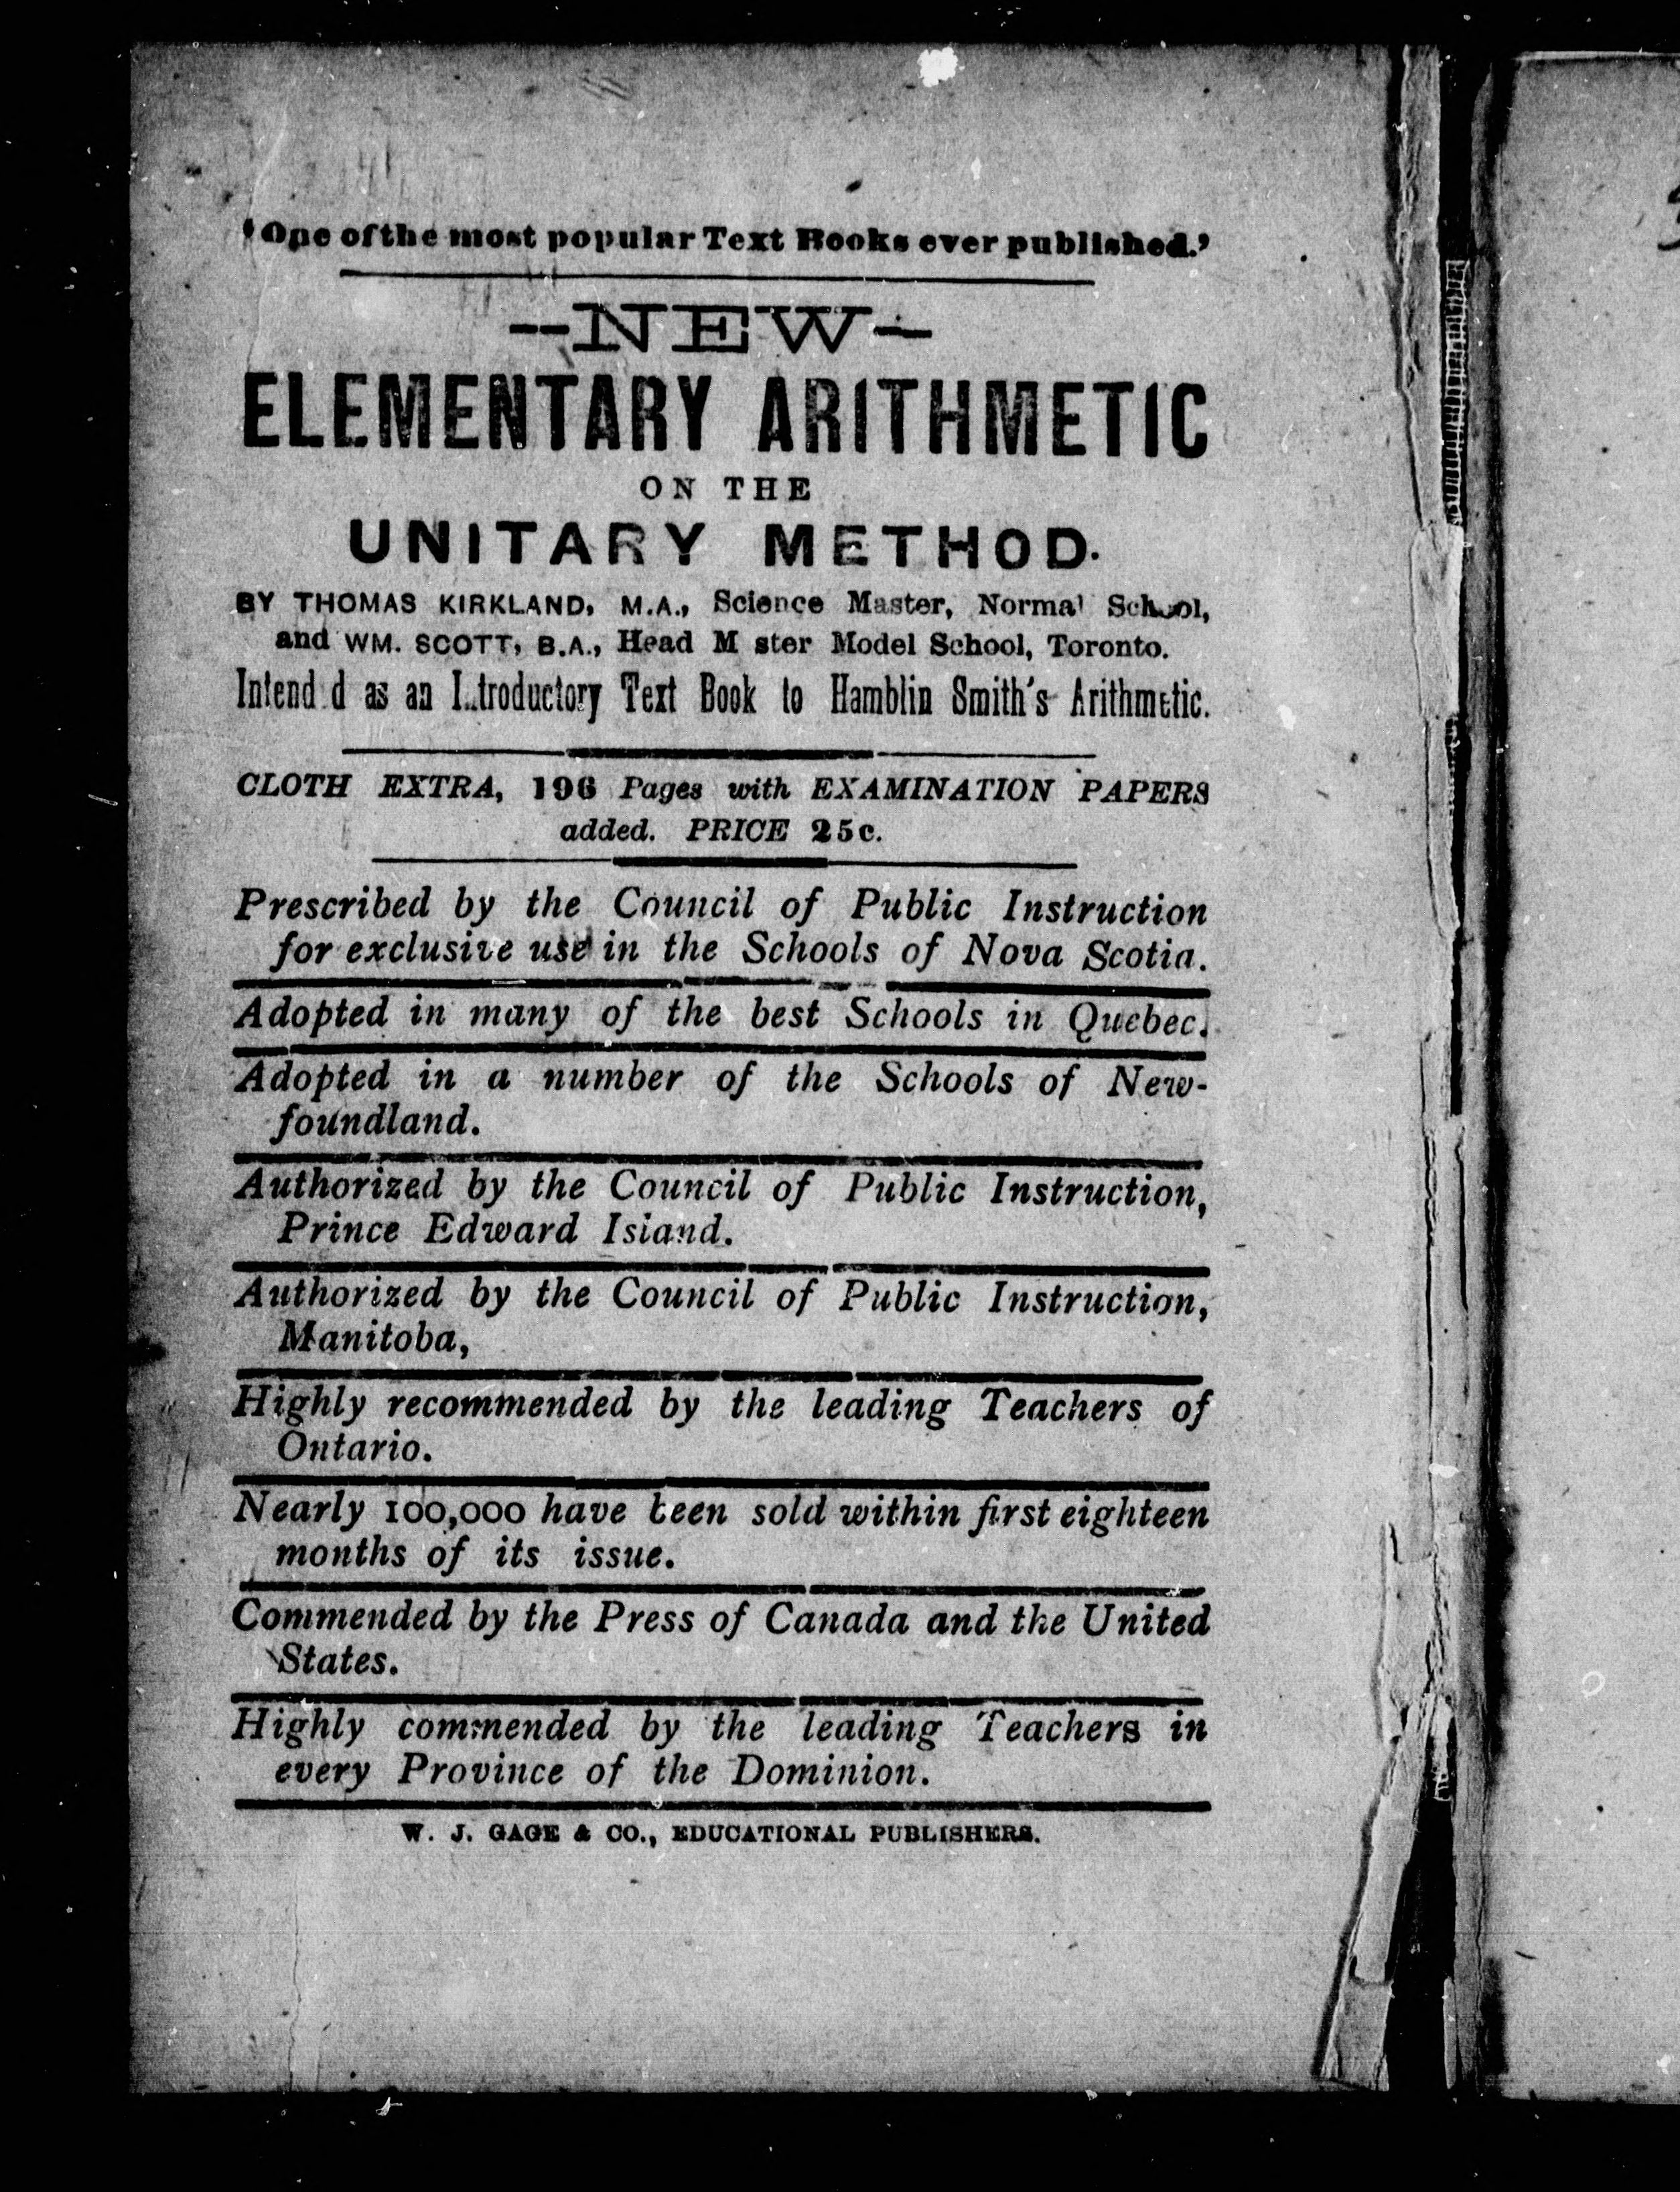 'One of the most popular Text Books ever published.'
—NEW—
ELEMENTARY ARITHMETIC
ON THE
UNITARY METHOD.
BY THOMAS KIRKLAND, M.A., Science Master, Normal School,
and WM. SCOTT, B.A., Head M ster Model School, Toronto.
Intend d as an I..troductory Text Book to Hamblin Smith's Arithmetic.
CLOTH EXTRA, 196 Pages with EXAMINATION PAPERS
added. PRICE 25c.
Prescribed by the Council of Public Instruction
for exclusive use in the Schools of Nova Scotia.
Adopted in many of the best Schools in Quebec.
Adopted in a number of the Schools of New-
foundland.
Authorized by the Council of Public Instruction,
Prince Edward Island.
Authorized by the Council of Public Instruction,
Manitoba,
Highly recommended by the leading Teachers of
Ontario.
Nearly 100,000 have been sold within first eighteen
months of its issue.
Commended by the Press of Canada and the United
States.
Highly commended by the leading Teachers in
every Province of the Dominion.
W. J. GAGE & CO., EDUCATIONAL PUBLISHERS.